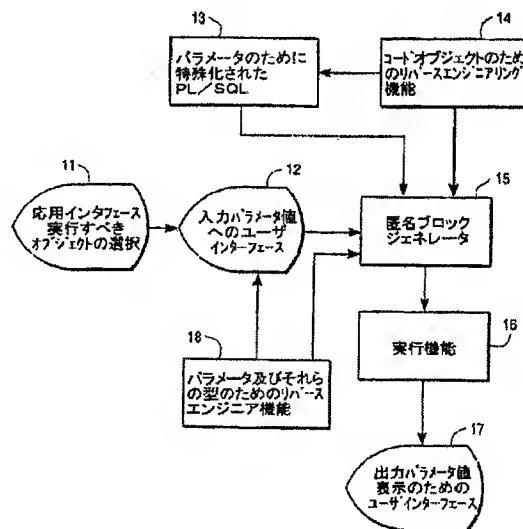 13
パラメータのために
特殊化された
PL／SQL
14
コードオブジェクトのため
のリバースエンジニアリング
機能
11
応用インタフェース
実行すべき
オブジェクトの選択
12
入力パラメータ値
へのユーザ
インターフェース
15
匿名ブロック
ジェネレータ
18
パラメータ及びそれら
の型のためのリバース
エンジニア機能
16
実行機能
17
出力パラメータ値
表示のための
ユーザインターフェース